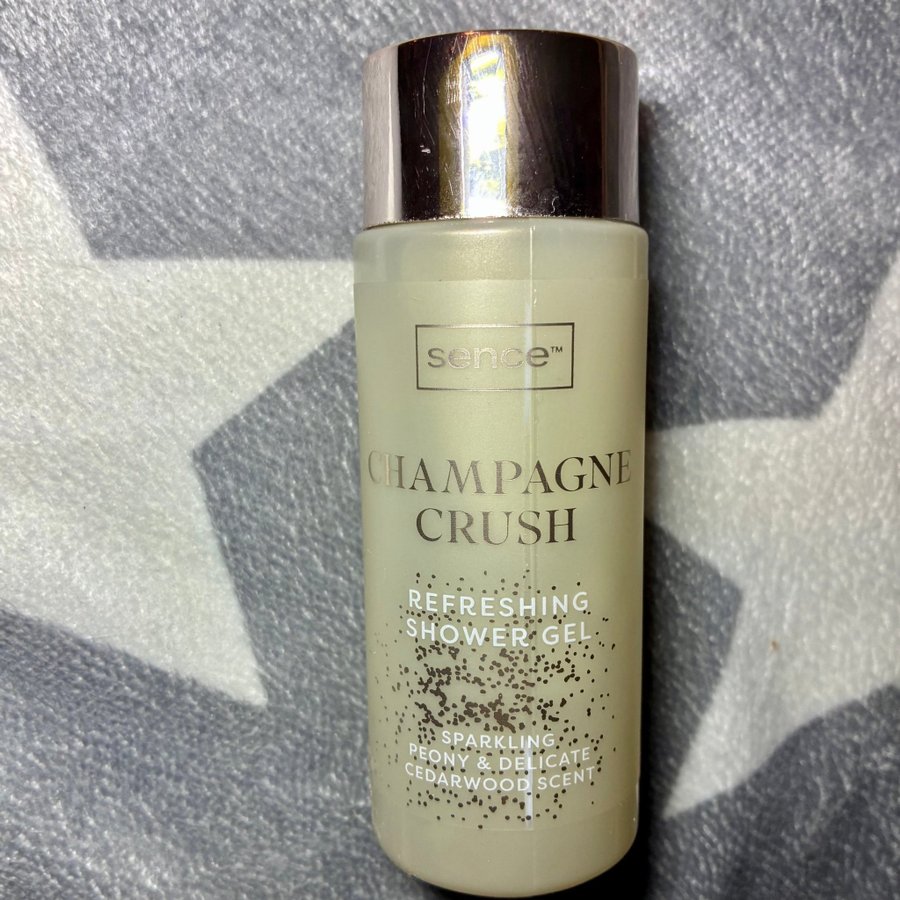 sence™
CHAMPAGNE
CRUSH
REFRESHING
SHOWER GEL
SPARKLING
PEONY & DELICATE
CEDARWOOD SCENT